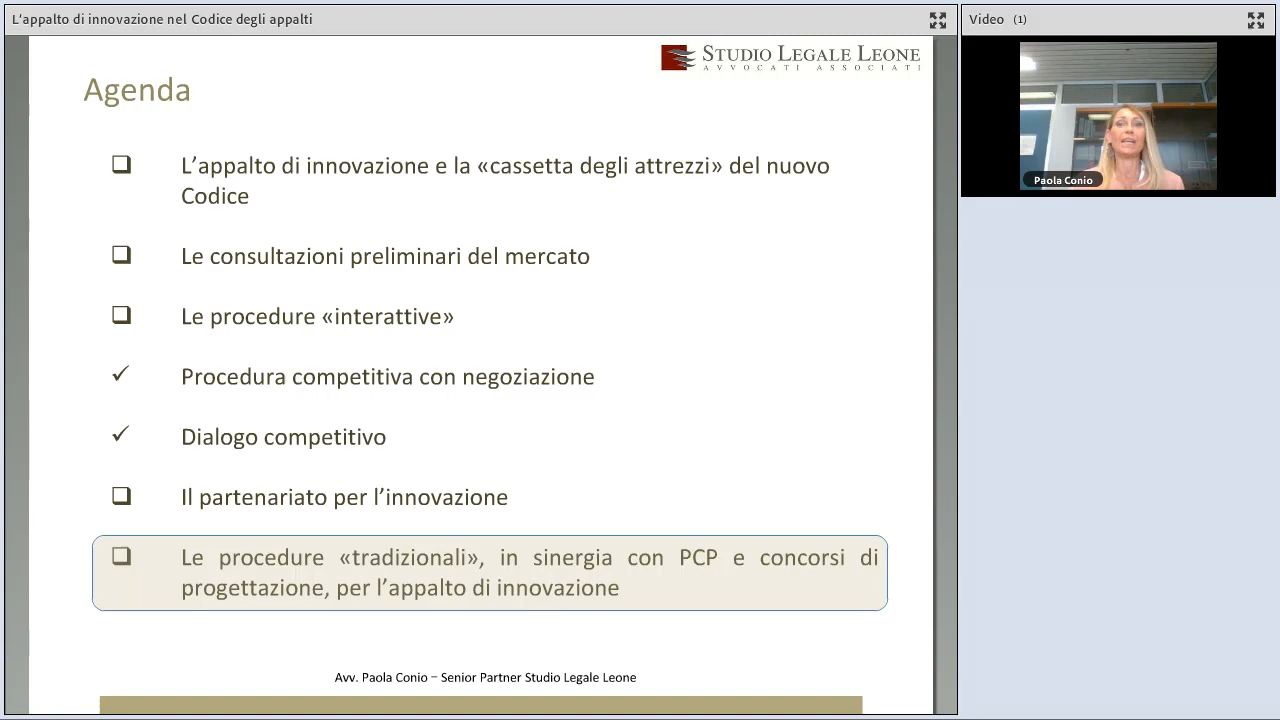 L'appalto di innovazione nel Codice degli appalti
Video (1)
STUDIO LEGALE LEONE
AVVOCATI ASSOCIATI
Paola Conio
Agenda
❑ L'appalto di innovazione e la «cassetta degli attrezzi» del nuovo
Codice
❑ Le consultazioni preliminari del mercato
❑ Le procedure «interattive»
✓ Procedura competitiva con negoziazione
✓ Dialogo competitivo
❑ Il partenariato per l'innovazione
❑ Le procedure «tradizionali», in sinergia con PCP e concorsi di
progettazione, per l'appalto di innovazione
Avv. Paola Conio – Senior Partner Studio Legale Leone